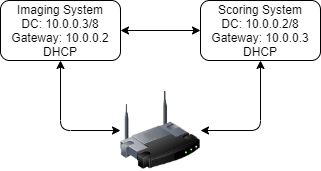 Imaging System
DC: 10.0.0.3/8
Gateway: 10.0.0.2
DHCP
Scoring System
DC: 10.0.0.2/8
Gateway: 10.0.0.3
DHCP